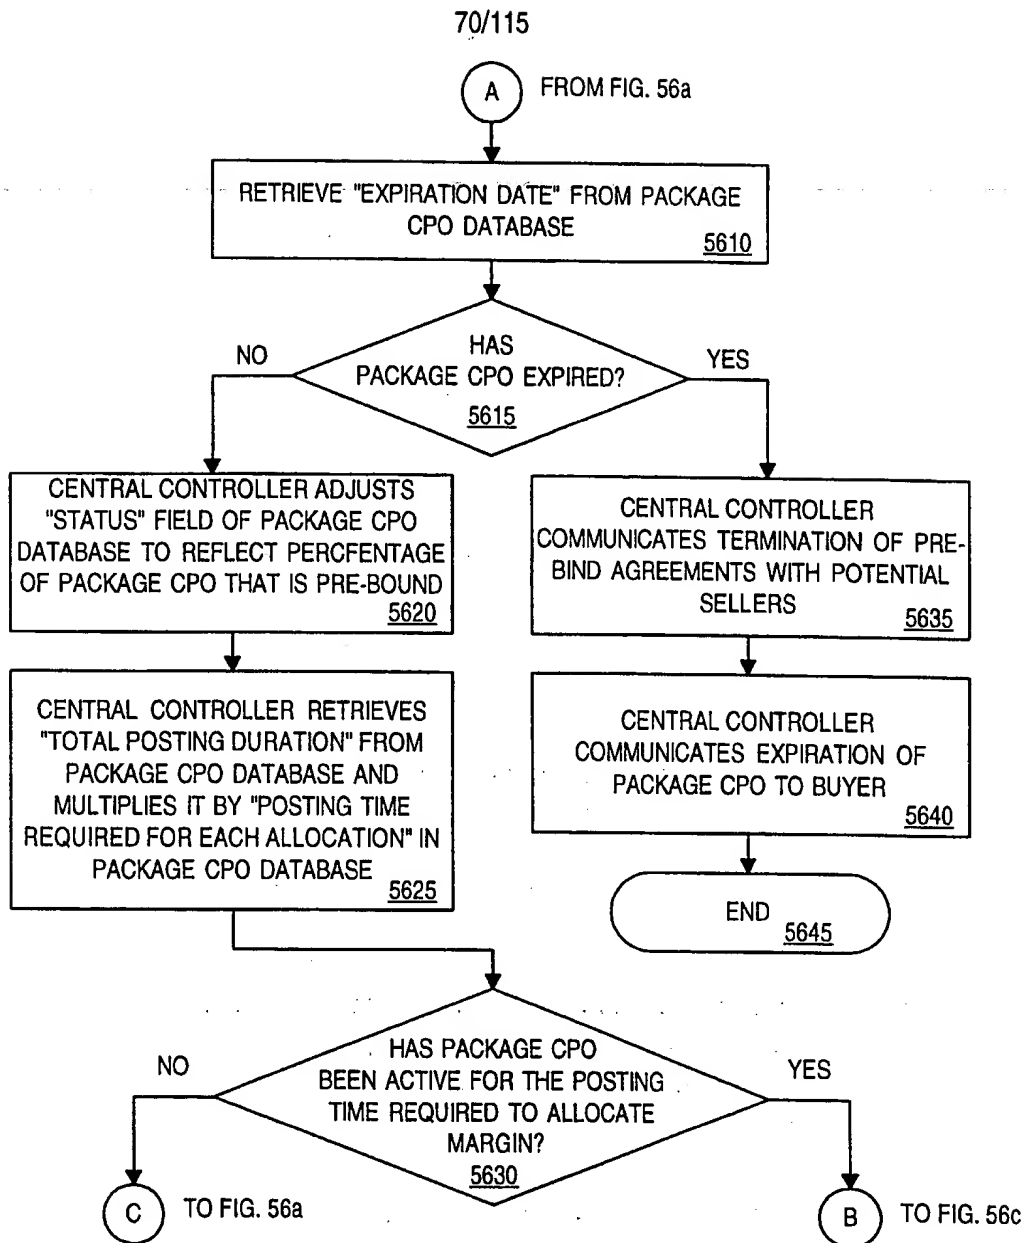 70/115
A
FROM FIG. 56a
RETRIEVE "EXPIRATION DATE" FROM PACKAGE
CPO DATABASE
5610
HAS
PACKAGE CPO EXPIRED?
5615
NO
YES
CENTRAL CONTROLLER ADJUSTS
"STATUS" FIELD OF PACKAGE CPO
DATABASE TO REFLECT PERCFENTAGE
OF PACKAGE CPO THAT IS PRE-BOUND
5620
CENTRAL CONTROLLER
COMMUNICATES TERMINATION OF PRE-
BIND AGREEMENTS WITH POTENTIAL
SELLERS
5635
CENTRAL CONTROLLER RETRIEVES
"TOTAL POSTING DURATION" FROM
PACKAGE CPO DATABASE AND
MULTIPLIES IT BY "POSTING TIME
REQUIRED FOR EACH ALLOCATION" IN
PACKAGE CPO DATABASE
5625
CENTRAL CONTROLLER
COMMUNICATES EXPIRATION OF
PACKAGE CPO TO BUYER
5640
END
5645
HAS PACKAGE CPO
BEEN ACTIVE FOR THE POSTING
TIME REQUIRED TO ALLOCATE
MARGIN?
5630
NO
YES
C
TO FIG. 56a
B
TO FIG. 56c